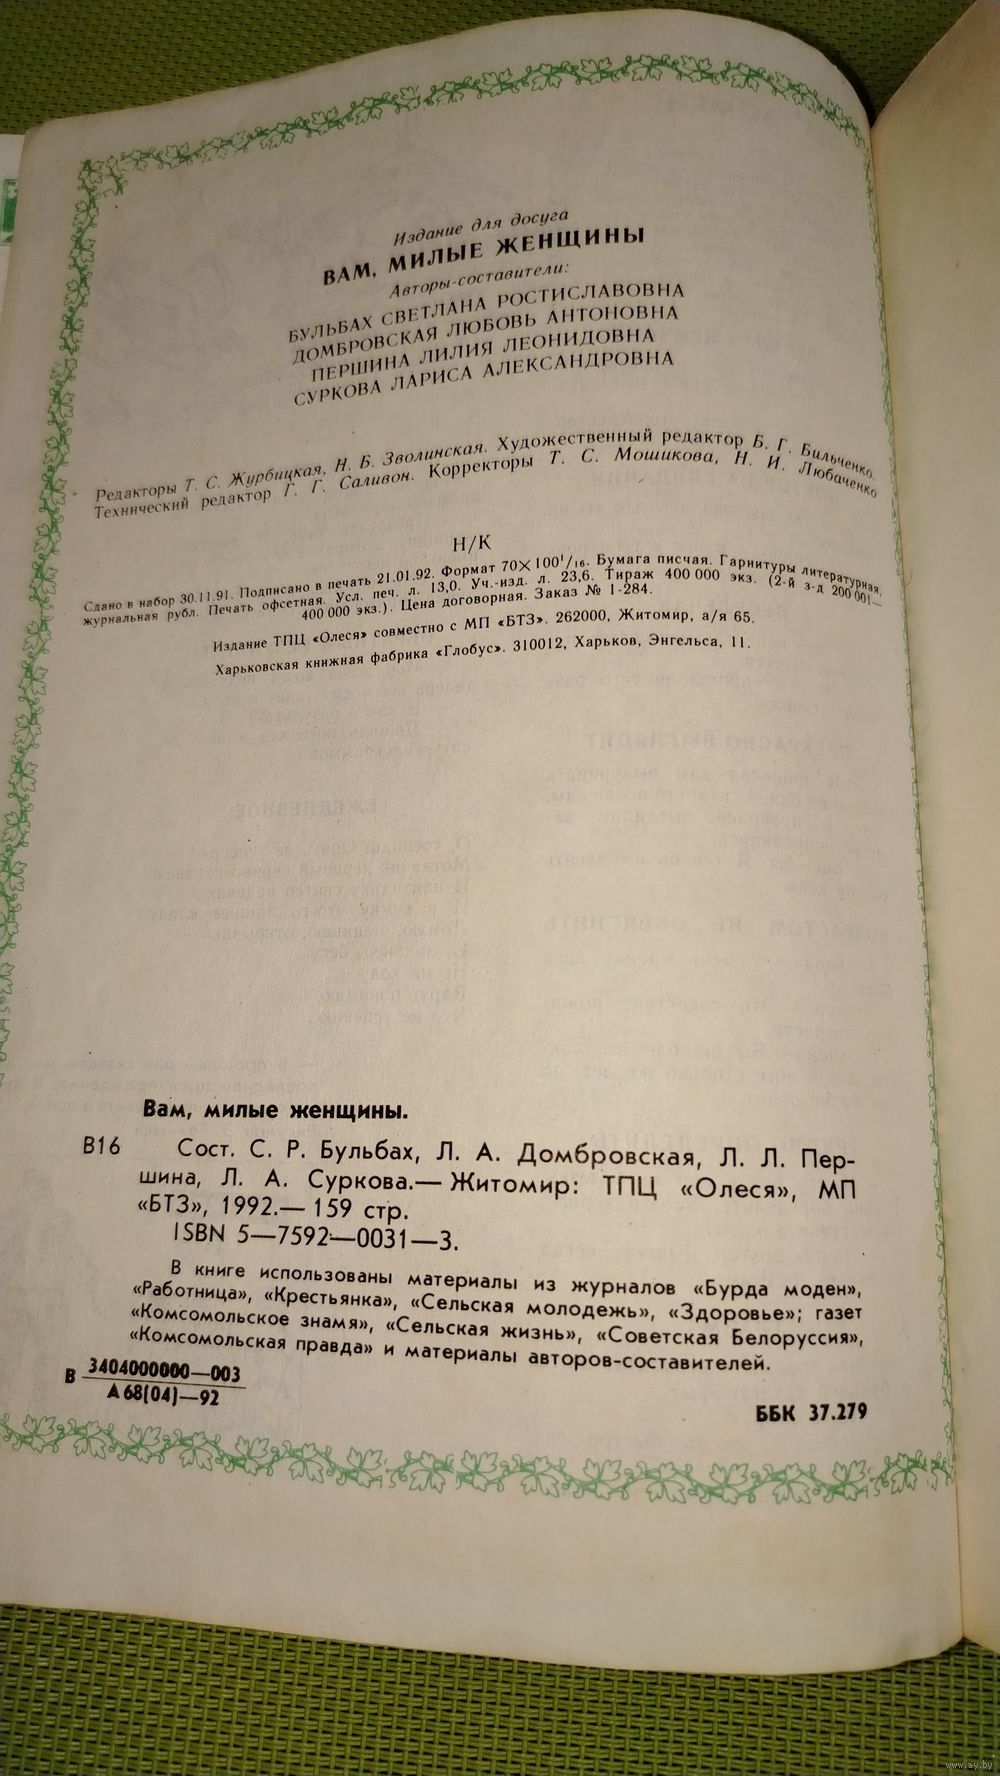 Издание для досуга
ВАМ, МИЛЫЕ ЖЕНЩИНЫ
Авторы-составители:
БУЛЬБАХ СВЕТЛАНА РОСТИСЛАВОВНА
ДОМБРОВСКАЯ ЛЮБОВЬ АНТОНОВНА
ПЕРШИНА ЛИЛИЯ ЛЕОНИДОВНА
СУРКОВА ЛАРИСА АЛЕКСАНДРОВНА
Редакторы Т. С. Журбицкая, Н. Б. Зволинская. Художественный редактор Б. Г. Бильченко.
Технический редактор Г. Г. Саливон. Корректоры Т. С. Мошикова, Н. И. Любаченко
Н/К
Сдано в набор 30.11.91. Подписано в печать 21.01.92. Формат 70×100¹/₁₆. Бумага писчая. Гарнитуры литературная,
журнальная рубл. Печать офсетная. Усл. печ. л. 13,0. Уч.-изд. л. 23,6. Тираж 400 000 экз. (2-й з-д 200 001—
400 000 экз.). Цена договорная. Заказ № 1-284.
Издание ТПЦ «Олеся» совместно с МП «БТЗ». 262000, Житомир, а/я 65.
Харьковская книжная фабрика «Глобус». 310012, Харьков, Энгельса, 11.
Вам, милые женщины.
В16 Сост. С. Р. Бульбах, Л. А. Домбровская, Л. Л. Пер-
шина, Л. А. Суркова.— Житомир: ТПЦ «Олеся», МП
«БТЗ», 1992.— 159 стр.
ISBN 5—7592—0031—3.
В книге использованы материалы из журналов «Бурда моден»,
«Работница», «Крестьянка», «Сельская молодежь», «Здоровье»; газет
«Комсомольское знамя», «Сельская жизнь», «Советская Белоруссия»,
«Комсомольская правда» и материалы авторов-составителей.
В 3404000000—003
А68(04)—92
ББК 37.279
www.ay.by